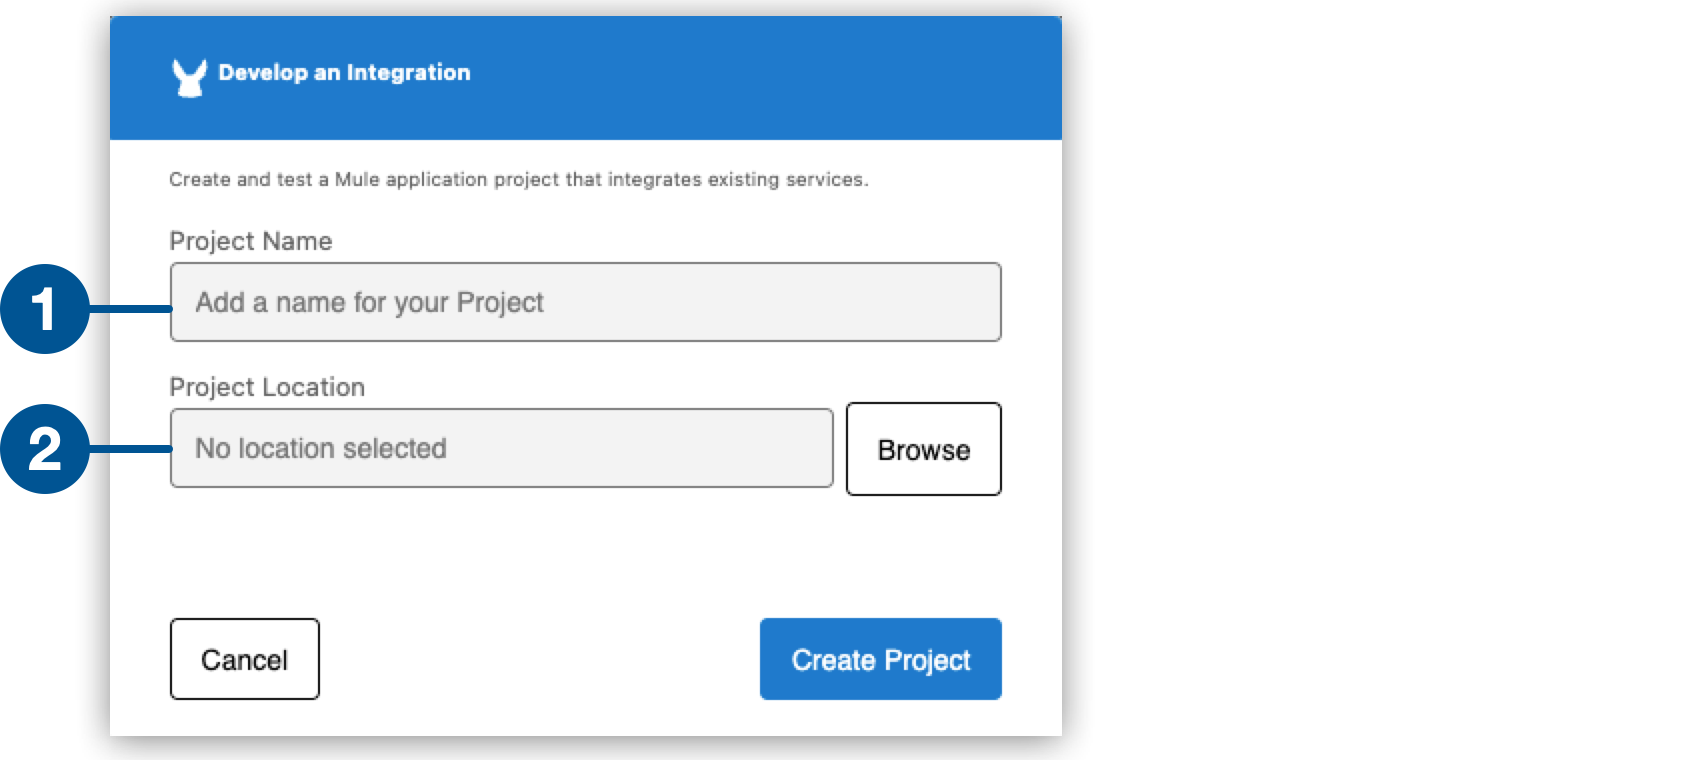 Develop an Integration
Create and test a Mule application project that integrates existing services.
Project Name
1
Add a name for your Project
Project Location
2
No location selected
Browse
Cancel
Create Project